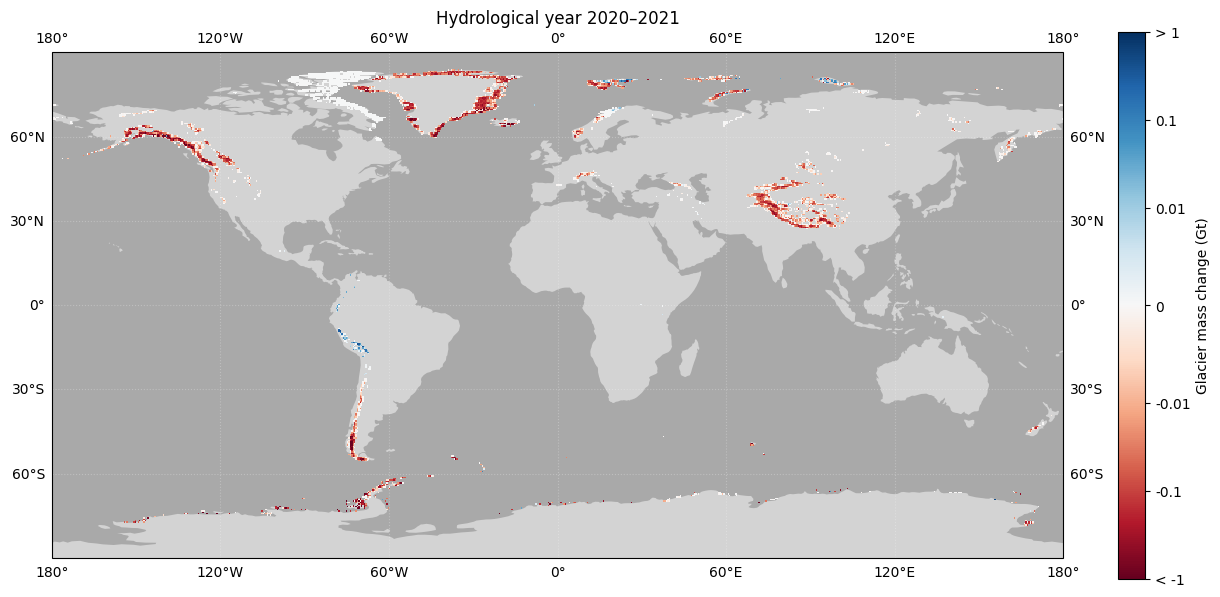 Hydrological year 2020–2021
180° 120°W 60°W 0° 60°E 120°E 180°
60°N 60°N
30°N 30°N
0° 0°
30°S 30°S
60°S 60°S
180° 120°W 60°W 0° 60°E 120°E 180°
> 1
0.1
0.01
0
-0.01
-0.1
< -1
Glacier mass change (Gt)